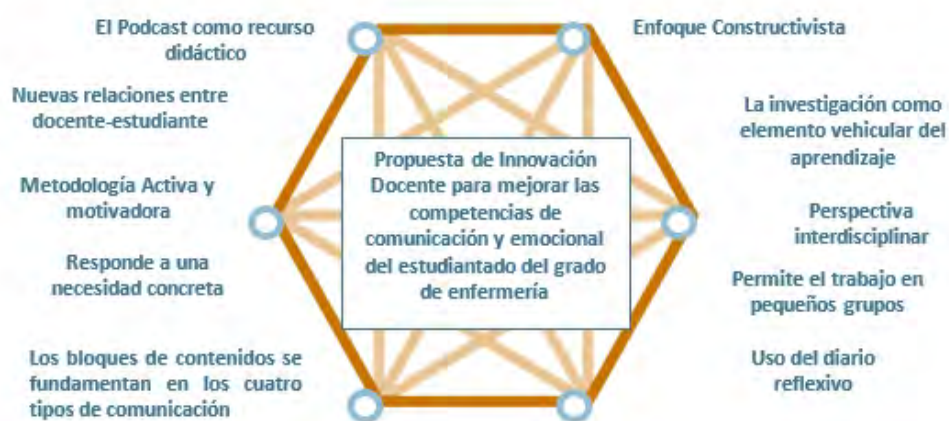 El Podcast como recurso
didáctico
Enfoque Constructivista
Nuevas relaciones entre
docente-estudiante
La investigación como
elemento vehicular del
aprendizaje
Propuesta de Innovación
Docente para mejorar las
competencias de
comunicación y emocional
del estudiantado del grado
de enfermería
Metodología Activa y
motivadora
Perspectiva
interdisciplinar
Responde a una
necesidad concreta
Permite el trabajo en
pequeños grupos
Los bloques de contenidos se
fundamentan en los cuatro
tipos de comunicación
Uso del diario
reflexivo